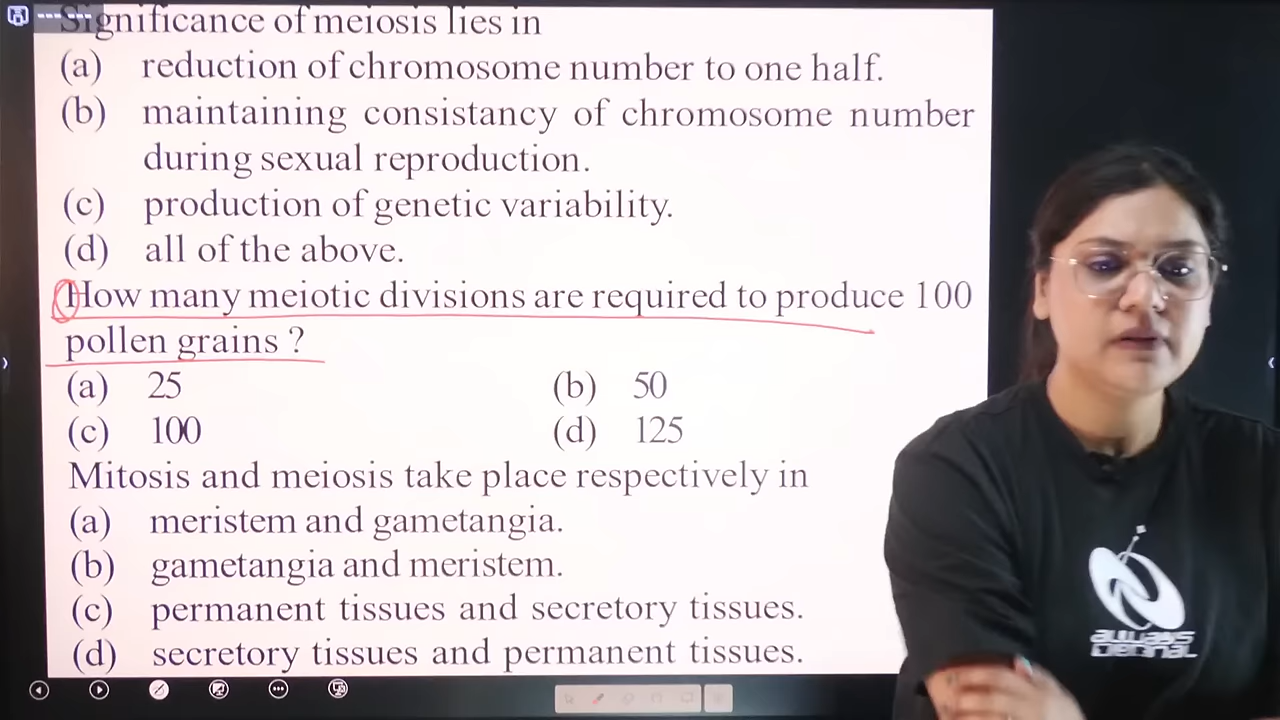 Significance of meiosis lies in
(a) reduction of chromosome number to one half.
(b) maintaining consistancy of chromosome number
during sexual reproduction.
(c) production of genetic variability.
(d) all of the above.
How many meiotic divisions are required to produce 100
pollen grains ?
(a) 25 (b) 50
(c) 100 (d) 125
Mitosis and meiosis take place respectively in
(a) meristem and gametangia.
(b) gametangia and meristem.
(c) permanent tissues and secretory tissues.
(d) secretory tissues and permanent tissues.